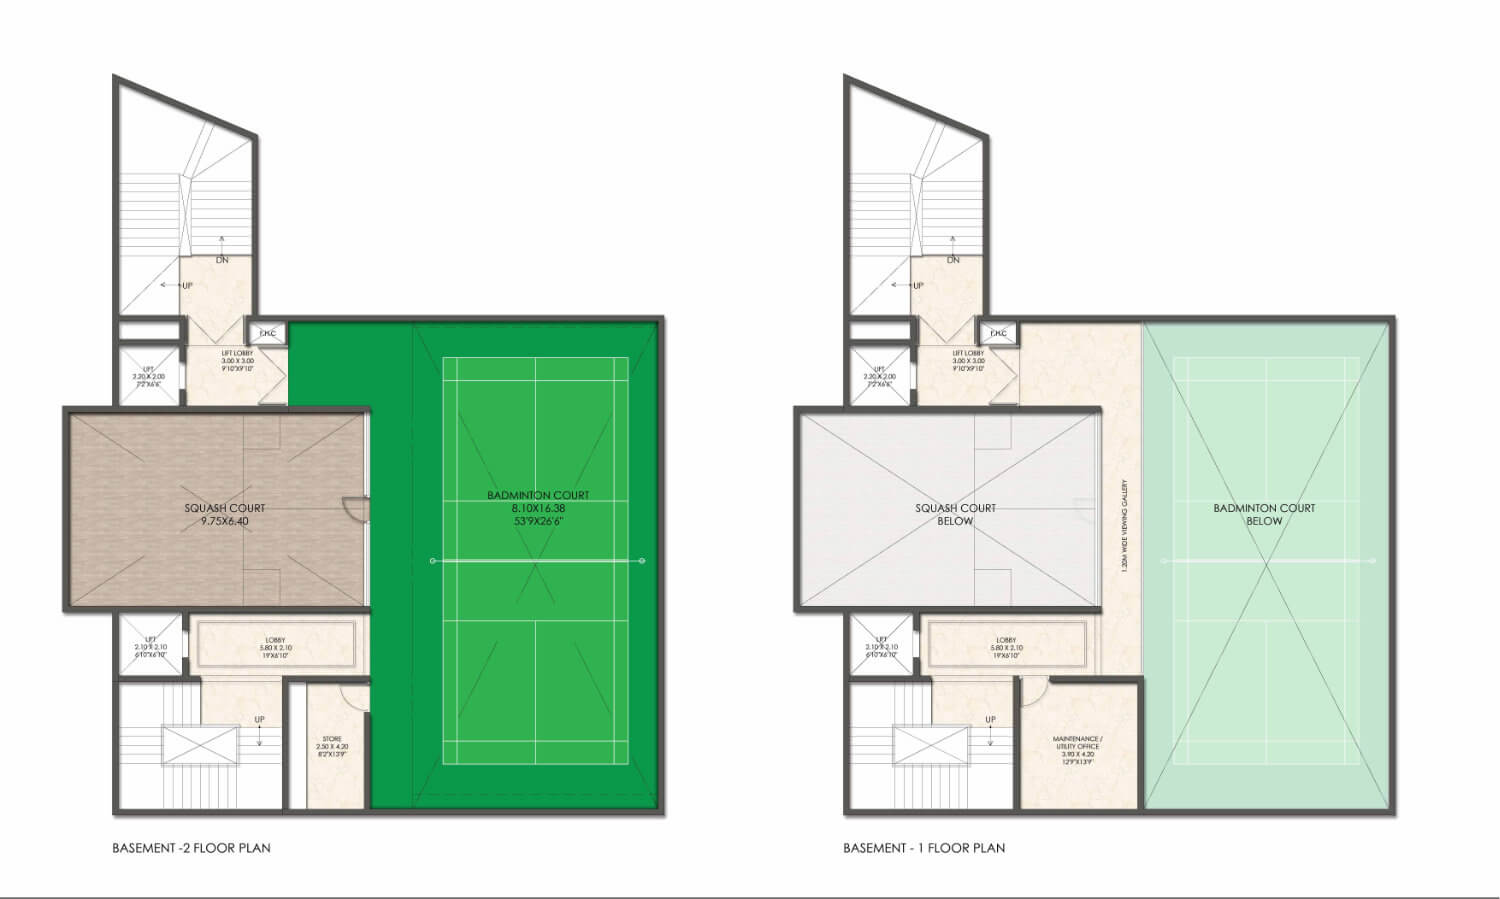 DN
UP
F.H.C
LIFT LOBBY
3.00 X 3.00
9'10"X9'10"
LIFT
2.20 X 2.00
7'2"X6'6"
SQUASH COURT
9.75X6.40
BADMINTON COURT
8.10X16.38
53'9X26'6"
LIFT
2.10 X 2.10
6'10"X6'10"
LOBBY
5.80 X 2.10
19'X6'10"
UP
STORE
2.50 X 4.20
8'2"X13'9"
BASEMENT -2 FLOOR PLAN
DN
UP
F.H.C
LIFT LOBBY
3.00 X 3.00
9'10"X9'10"
LIFT
2.20 X 2.00
7'2"X6'6"
SQUASH COURT
BELOW
1.20M WIDE VIEWING GALLERY
BADMINTON COURT
BELOW
LIFT
2.10 X 2.10
6'10"X6'10"
LOBBY
5.80 X 2.10
19'X6'10"
UP
MAINTENANCE /
UTILITY OFFICE
3.90 X 4.20
12'9"X13'9"
BASEMENT - 1 FLOOR PLAN